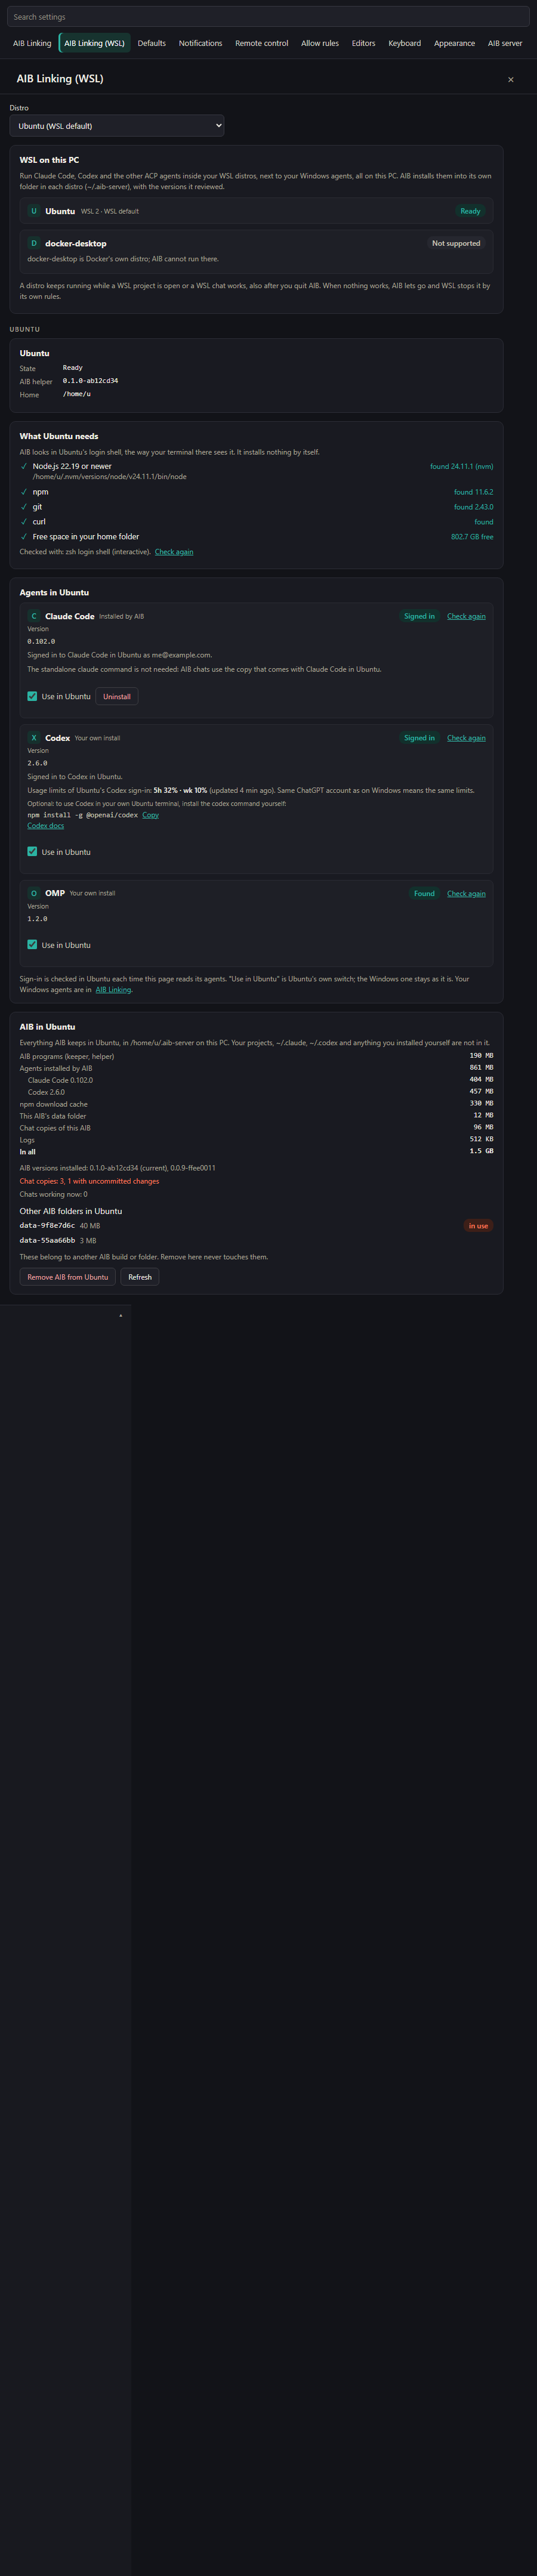 Search settings
AIB Linking
AIB Linking (WSL)
Defaults
Notifications
Remote control
Allow rules
Editors
Keyboard
Appearance
AIB server
AIB Linking (WSL)
×
Distro
Ubuntu (WSL default)
WSL on this PC
Run Claude Code, Codex and the other ACP agents inside your WSL distros, next to your Windows agents, all on this PC. AIB installs them into its own
folder in each distro (~/.aib-server), with the versions it reviewed.
U Ubuntu WSL 2 · WSL default Ready
D docker-desktop Not supported
docker-desktop is Docker's own distro; AIB cannot run there.
A distro keeps running while a WSL project is open or a WSL chat works, also after you quit AIB. When nothing works, AIB lets go and WSL stops it by
its own rules.
UBUNTU
Ubuntu
State Ready
AIB helper 0.1.0-ab12cd34
Home /home/u
What Ubuntu needs
AIB looks in Ubuntu's login shell, the way your terminal there sees it. It installs nothing by itself.
✓ Node.js 22.19 or newer found 24.11.1 (nvm)
/home/u/.nvm/versions/node/v24.11.1/bin/node
✓ npm found 11.6.2
✓ git found 2.43.0
✓ curl found
✓ Free space in your home folder 802.7 GB free
Checked with: zsh login shell (interactive). Check again
Agents in Ubuntu
C Claude Code Installed by AIB Signed in Check again
Version
0.102.0
Signed in to Claude Code in Ubuntu as me@example.com.
The standalone claude command is not needed: AIB chats use the copy that comes with Claude Code in Ubuntu.
Use in Ubuntu Uninstall
X Codex Your own install Signed in Check again
Version
2.6.0
Signed in to Codex in Ubuntu.
Usage limits of Ubuntu's Codex sign-in: 5h 32% · wk 10% (updated 4 min ago). Same ChatGPT account as on Windows means the same limits.
Optional: to use Codex in your own Ubuntu terminal, install the codex command yourself:
npm install -g @openai/codex Copy
Codex docs
Use in Ubuntu
O OMP Your own install Found Check again
Version
1.2.0
Use in Ubuntu
Sign-in is checked in Ubuntu each time this page reads its agents. "Use in Ubuntu" is Ubuntu's own switch; the Windows one stays as it is. Your
Windows agents are in AIB Linking.
AIB in Ubuntu
Everything AIB keeps in Ubuntu, in /home/u/.aib-server on this PC. Your projects, ~/.claude, ~/.codex and anything you installed yourself are not in it.
AIB programs (keeper, helper) 190 MB
Agents installed by AIB 861 MB
Claude Code 0.102.0 404 MB
Codex 2.6.0 457 MB
npm download cache 330 MB
This AIB's data folder 12 MB
Chat copies of this AIB 96 MB
Logs 512 KB
In all 1.5 GB
AIB versions installed: 0.1.0-ab12cd34 (current), 0.0.9-ffee0011
Chat copies: 3, 1 with uncommitted changes
Chats working now: 0
Other AIB folders in Ubuntu
data-9f8e7d6c 40 MB in use
data-55aa66bb 3 MB
These belong to another AIB build or folder. Remove here never touches them.
Remove AIB from Ubuntu
Refresh